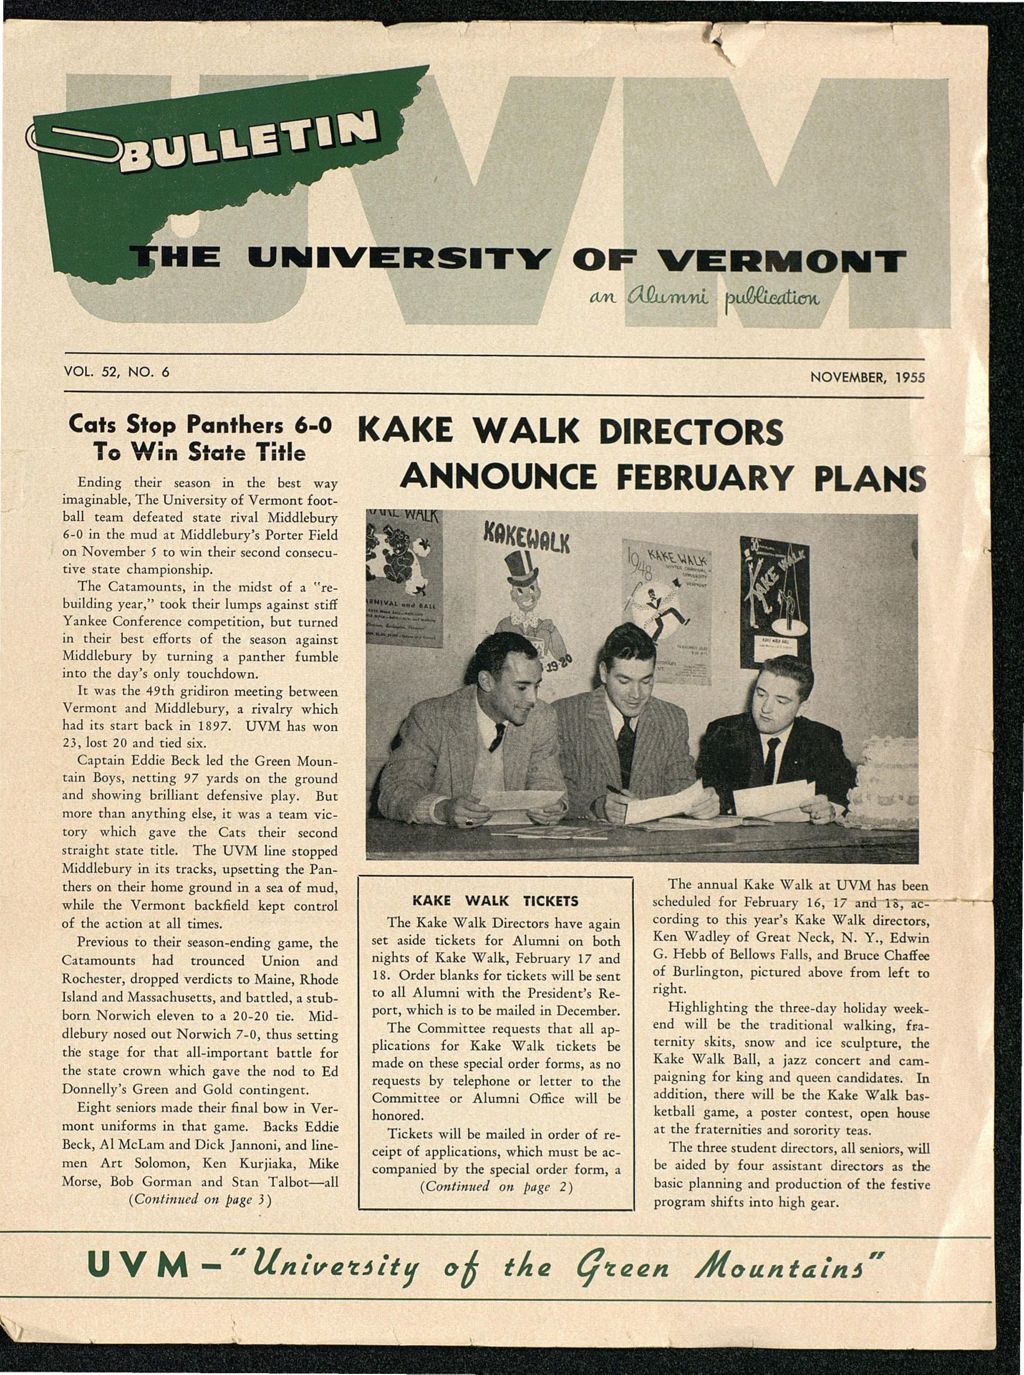 BULLETIN
UVM
THE UNIVERSITY OF VERMONT
an Alumni publication
VOL. 52, NO. 6
NOVEMBER, 1955
Cats Stop Panthers 6-0
To Win State Title
Ending their season in the best way
imaginable, The University of Vermont foot-
ball team defeated state rival Middlebury
6-0 in the mud at Middlebury's Porter Field
on November 5 to win their second consecu-
tive state championship.
The Catamounts, in the midst of a "re-
building year," took their lumps against stiff
Yankee Conference competition, but turned
in their best efforts of the season against
Middlebury by turning a panther fumble
into the day's only touchdown.
It was the 49th gridiron meeting between
Vermont and Middlebury, a rivalry which
had its start back in 1897. UVM has won
23, lost 20 and tied six.
Captain Eddie Beck led the Green Moun-
tain Boys, netting 97 yards on the ground
and showing brilliant defensive play. But
more than anything else, it was a team vic-
tory which gave the Cats their second
straight state title. The UVM line stopped
Middlebury in its tracks, upsetting the Pan-
thers on their home ground in a sea of mud,
while the Vermont backfield kept control
of the action at all times.
Previous to their season-ending game, the
Catamounts had trounced Union and
Rochester, dropped verdicts to Maine, Rhode
Island and Massachusetts, and battled, a stub-
born Norwich eleven to a 20-20 tie. Mid-
dlebury nosed out Norwich 7-0, thus setting
the stage for that all-important battle for
the state crown which gave the nod to Ed
Donnelly's Green and Gold contingent.
Eight seniors made their final bow in Ver-
mont uniforms in that game. Backs Eddie
Beck, Al McLam and Dick Jannoni, and line-
men Art Solomon, Ken Kurjiaka, Mike
Morse, Bob Gorman and Stan Talbot—all
(Continued on page 3)
KAKE WALK DIRECTORS
ANNOUNCE FEBRUARY PLANS
WALK
CARNIVAL and BALL
KAKEWALK
19-20
1948
KAKE WALK
VERMONT
KAKE WALK
KAKE WALK TICKETS
The Kake Walk Directors have again
set aside tickets for Alumni on both
nights of Kake Walk, February 17 and
18. Order blanks for tickets will be sent
to all Alumni with the President's Re-
port, which is to be mailed in December.
The Committee requests that all ap-
plications for Kake Walk tickets be
made on these special order forms, as no
requests by telephone or letter to the
Committee or Alumni Office will be
honored.
Tickets will be mailed in order of re-
ceipt of applications, which must be ac-
companied by the special order form, a
(Continued on page 2)
The annual Kake Walk at UVM has been
scheduled for February 16, 17 and 18, ac-
cording to this year's Kake Walk directors,
Ken Wadley of Great Neck, N. Y., Edwin
G. Hebb of Bellows Falls, and Bruce Chaffee
of Burlington, pictured above from left to
right.
Highlighting the three-day holiday week-
end will be the traditional walking, fra-
ternity skits, snow and ice sculpture, the
Kake Walk Ball, a jazz concert and cam-
paigning for king and queen candidates. In
addition, there will be the Kake Walk bas-
ketball game, a poster contest, open house
at the fraternities and sorority teas.
The three student directors, all seniors, will
be aided by four assistant directors as the
basic planning and production of the festive
program shifts into high gear.
UVM—"University of the Green Mountains"